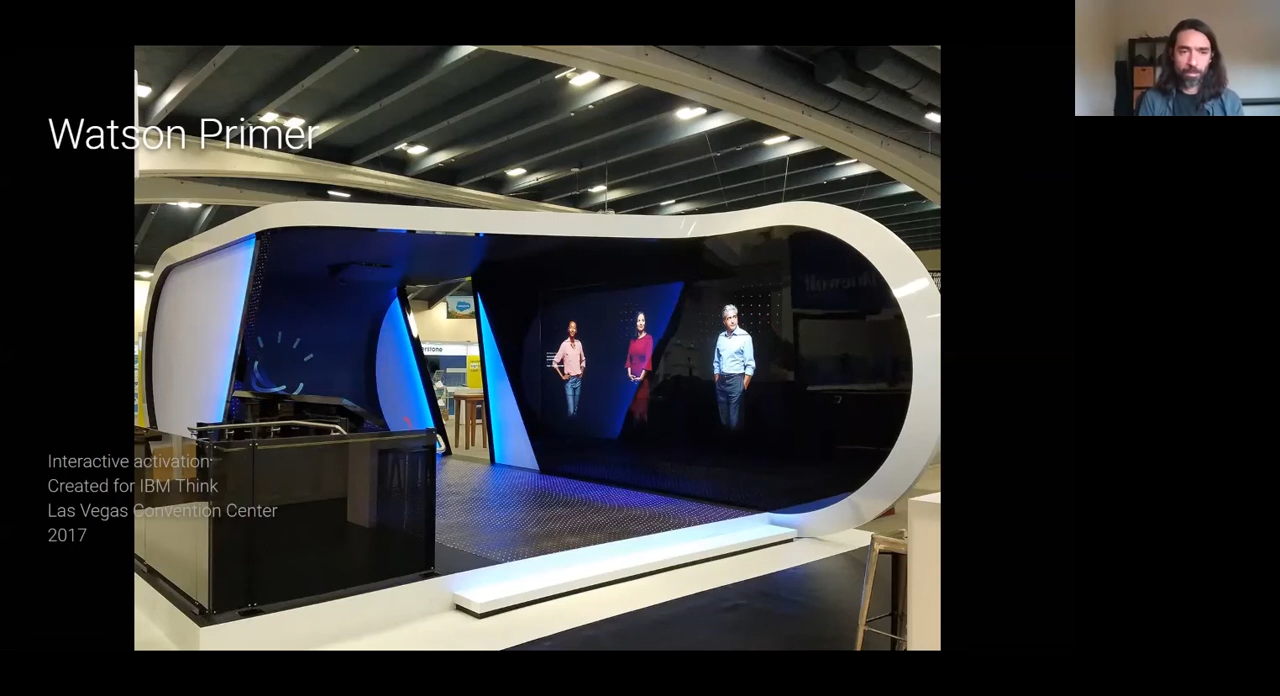 Watson Primer
Interactive activation
Created for IBM Think
Las Vegas Convention Center
2017